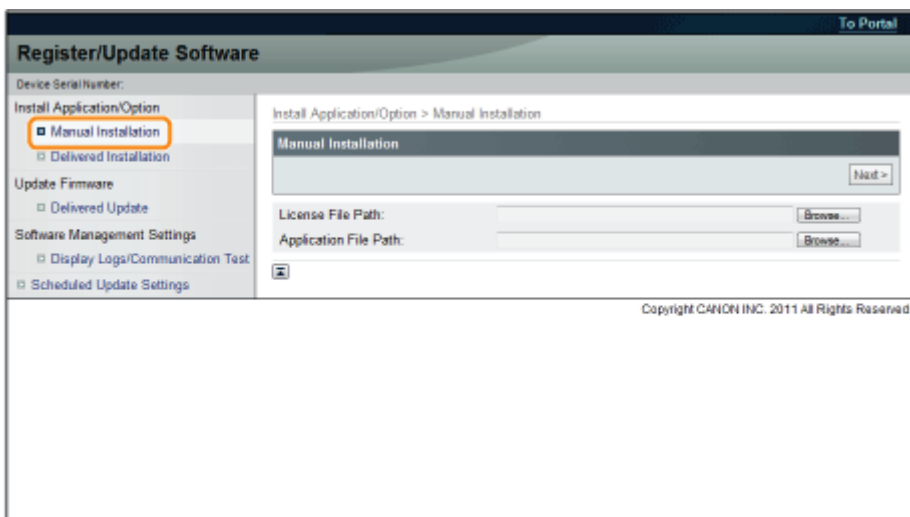 To Portal
Register/Update Software
Device Serial Number:
Install Application/Option
Manual Installation
Delivered Installation
Update Firmware
Delivered Update
Software Management Settings
Display Logs/Communication Test
Scheduled Update Settings
Install Application/Option > Manual Installation
Manual Installation
Next >
License File Path: Browse...
Application File Path: Browse...
Copyright CANON INC. 2011 All Rights Reserved